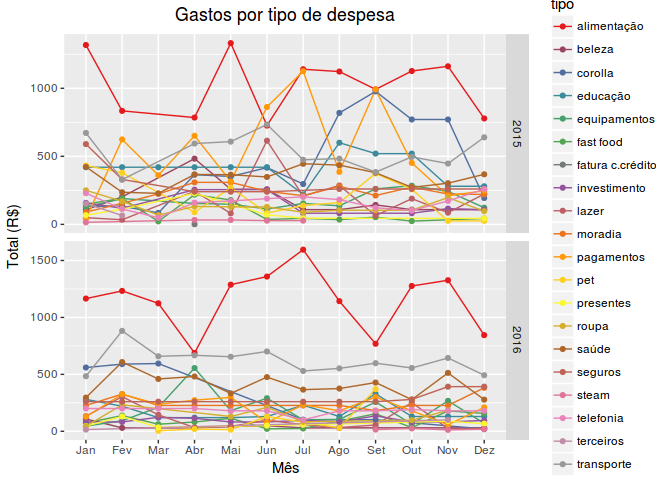 Gastos por tipo de despesa
Total (R$)
1000
500
0
2015
1500
1000
500
0
2016
Jan Fev Mar Abr Mai Jun Jul Ago Set Out Nov Dez
Mês
tipo
alimentação
beleza
corolla
educação
equipamentos
fast food
fatura c.crédito
investimento
lazer
moradia
pagamentos
pet
presentes
roupa
saúde
seguros
steam
telefonia
terceiros
transporte